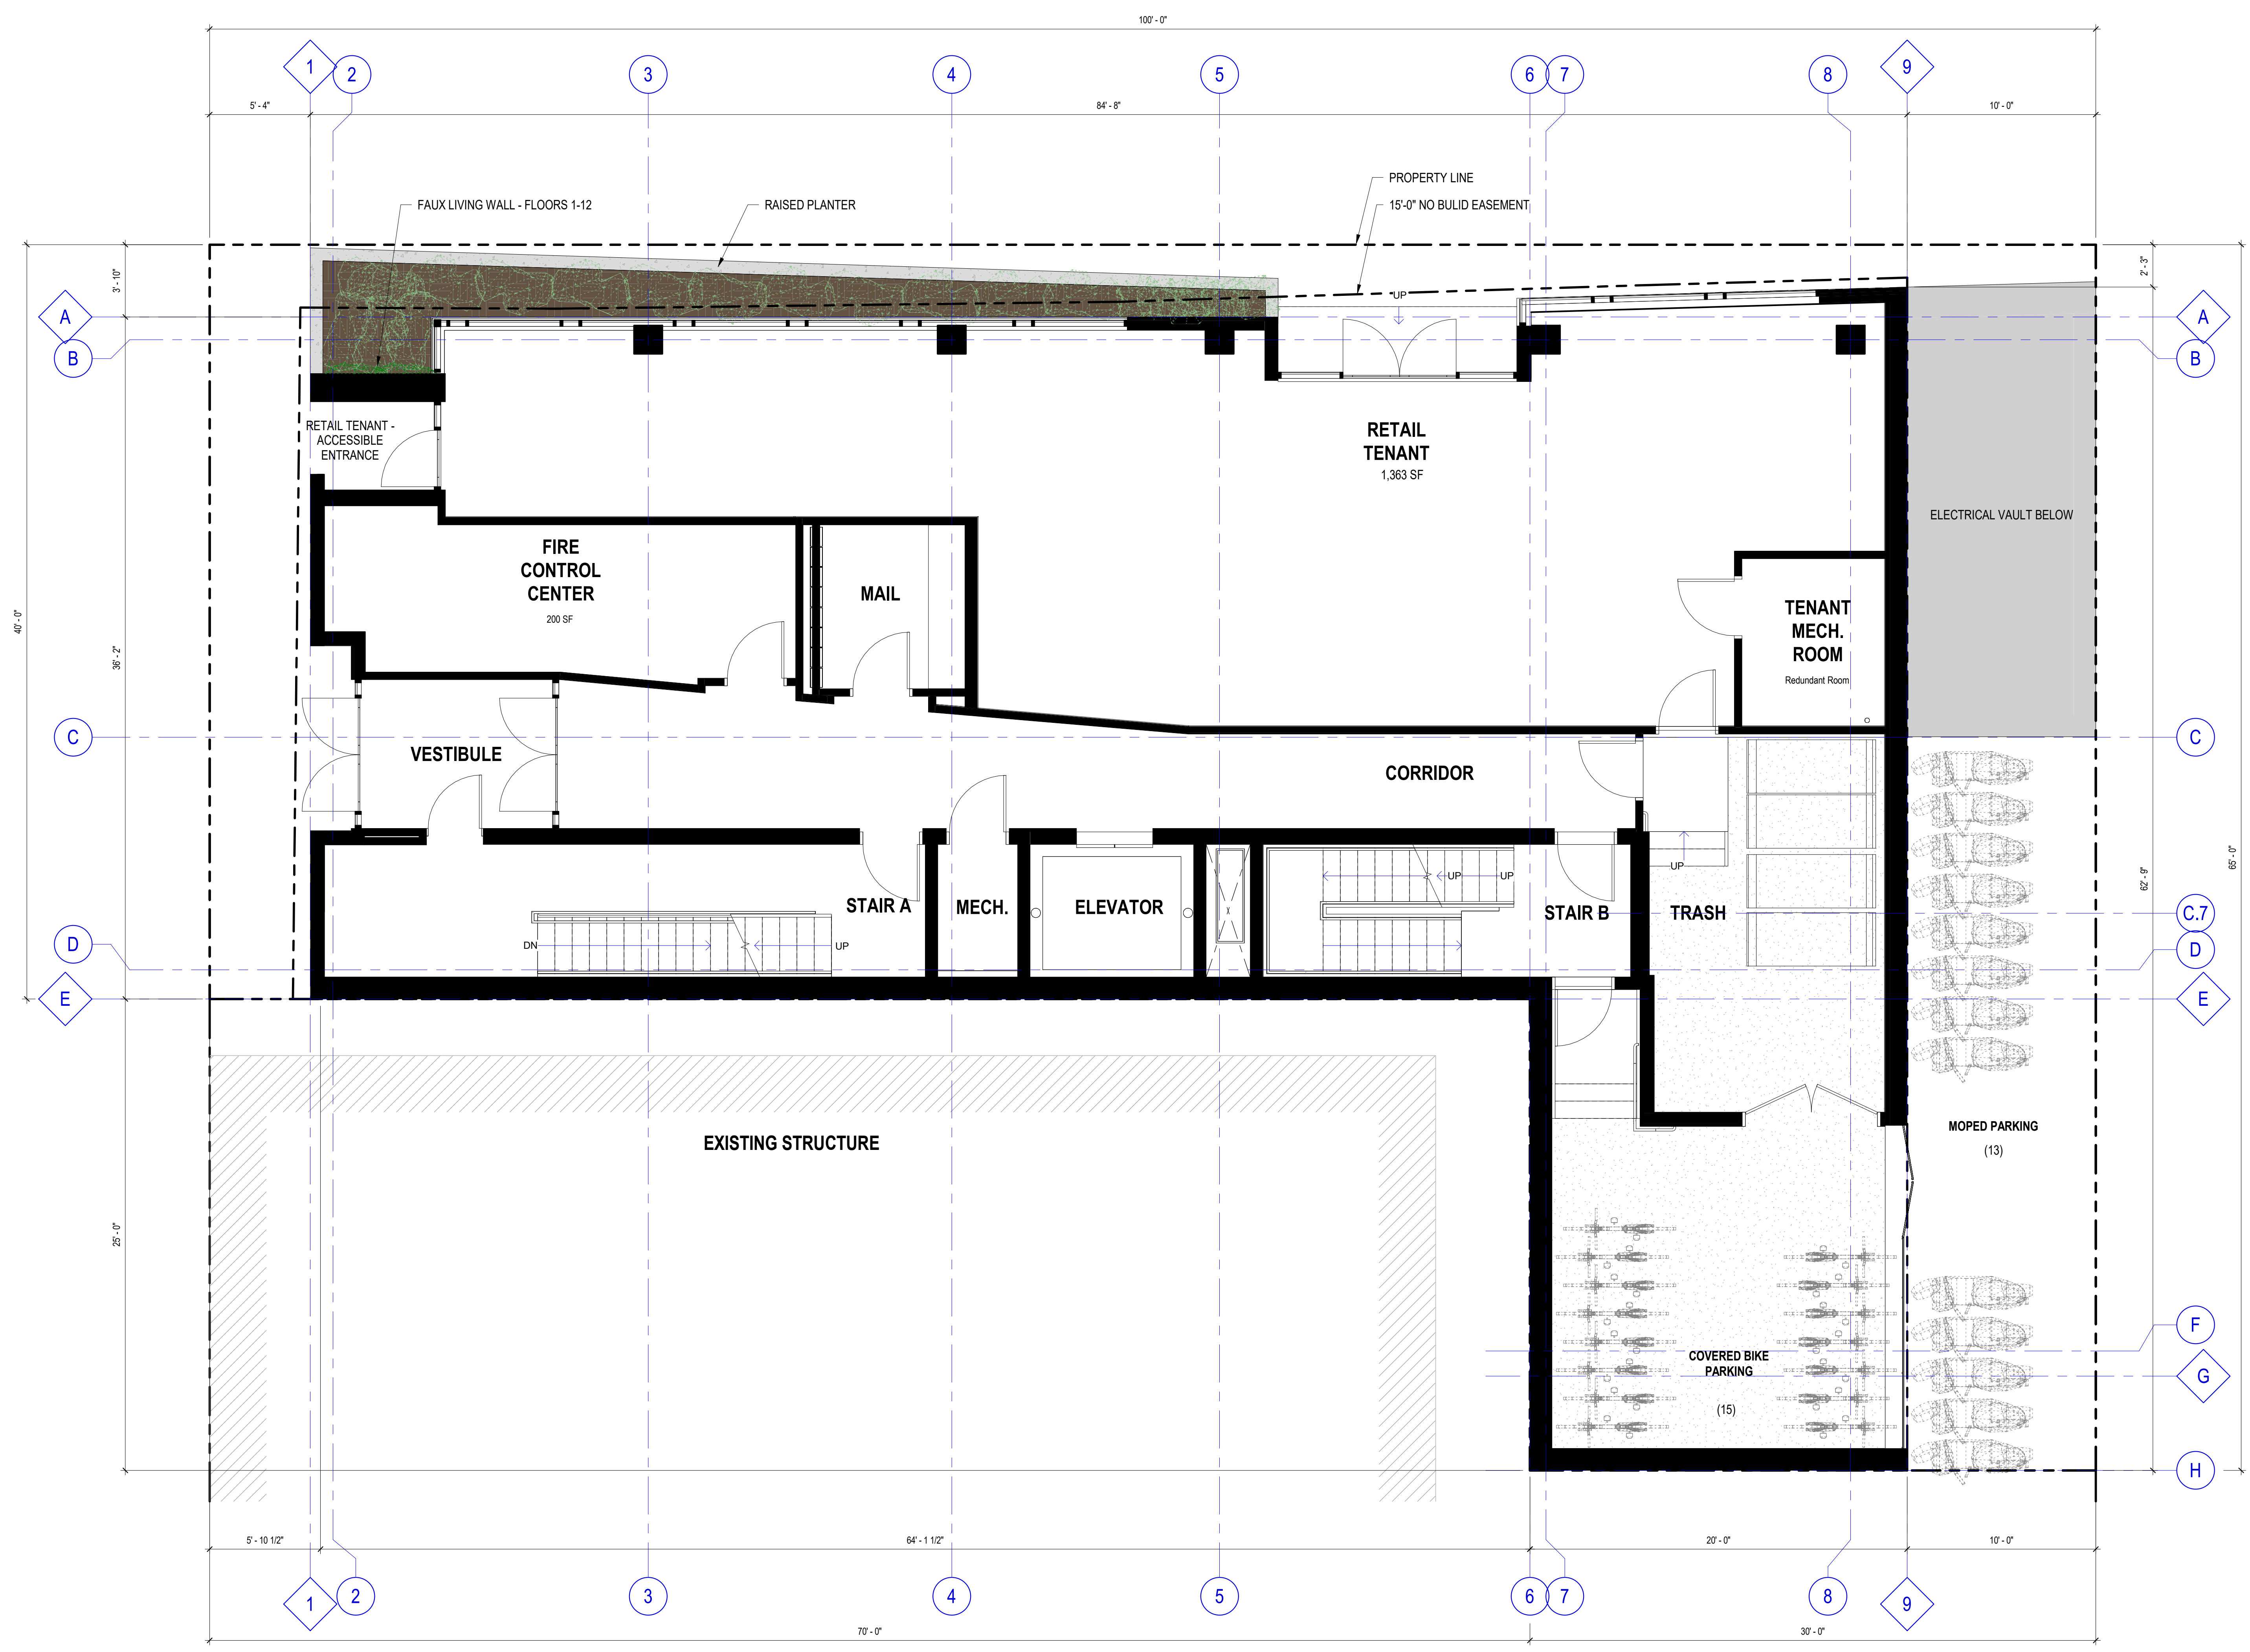 100' - 0"
1
2
3
4
5
6
7
8
9
5' - 4"
84' - 8"
10' - 0"
PROPERTY LINE
FAUX LIVING WALL - FLOORS 1-12
RAISED PLANTER
15'-0" NO BULID EASEMENT
3' - 10"
2' - 3"
UP
A
A
B
B
RETAIL TENANT -
ACCESSIBLE
ENTRANCE
RETAIL
TENANT
1,363 SF
ELECTRICAL VAULT BELOW
FIRE
CONTROL
CENTER
200 SF
MAIL
TENANT
MECH.
ROOM
Redundant Room
40' - 0"
36' - 2"
C
C
VESTIBULE
CORRIDOR
UP
UP
UP
62' - 9"
65' - 0"
STAIR A
MECH.
ELEVATOR
STAIR B
TRASH
C.7
DN
UP
D
D
E
E
EXISTING STRUCTURE
MOPED PARKING
(13)
25' - 0"
F
COVERED BIKE
PARKING
G
(15)
H
5' - 10 1/2"
64' - 1 1/2"
20' - 0"
10' - 0"
1
2
3
4
5
6
7
8
9
70' - 0"
30' - 0"